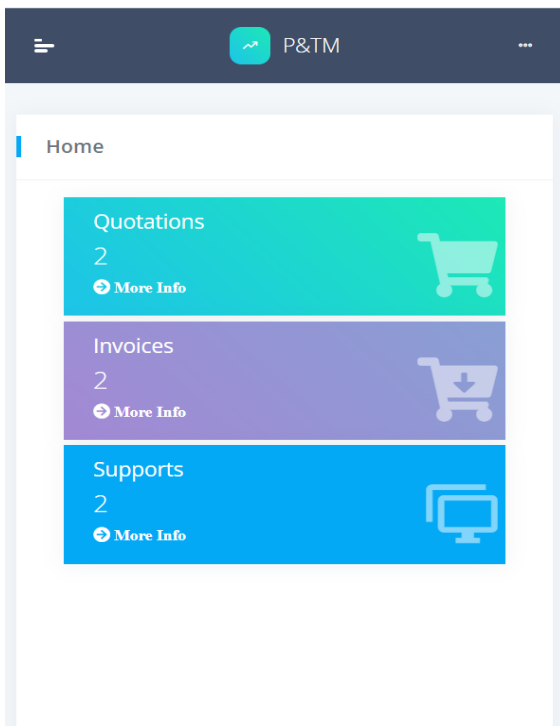 P&TM
Home
Quotations
2
More Info
Invoices
2
More Info
Supports
2
More Info